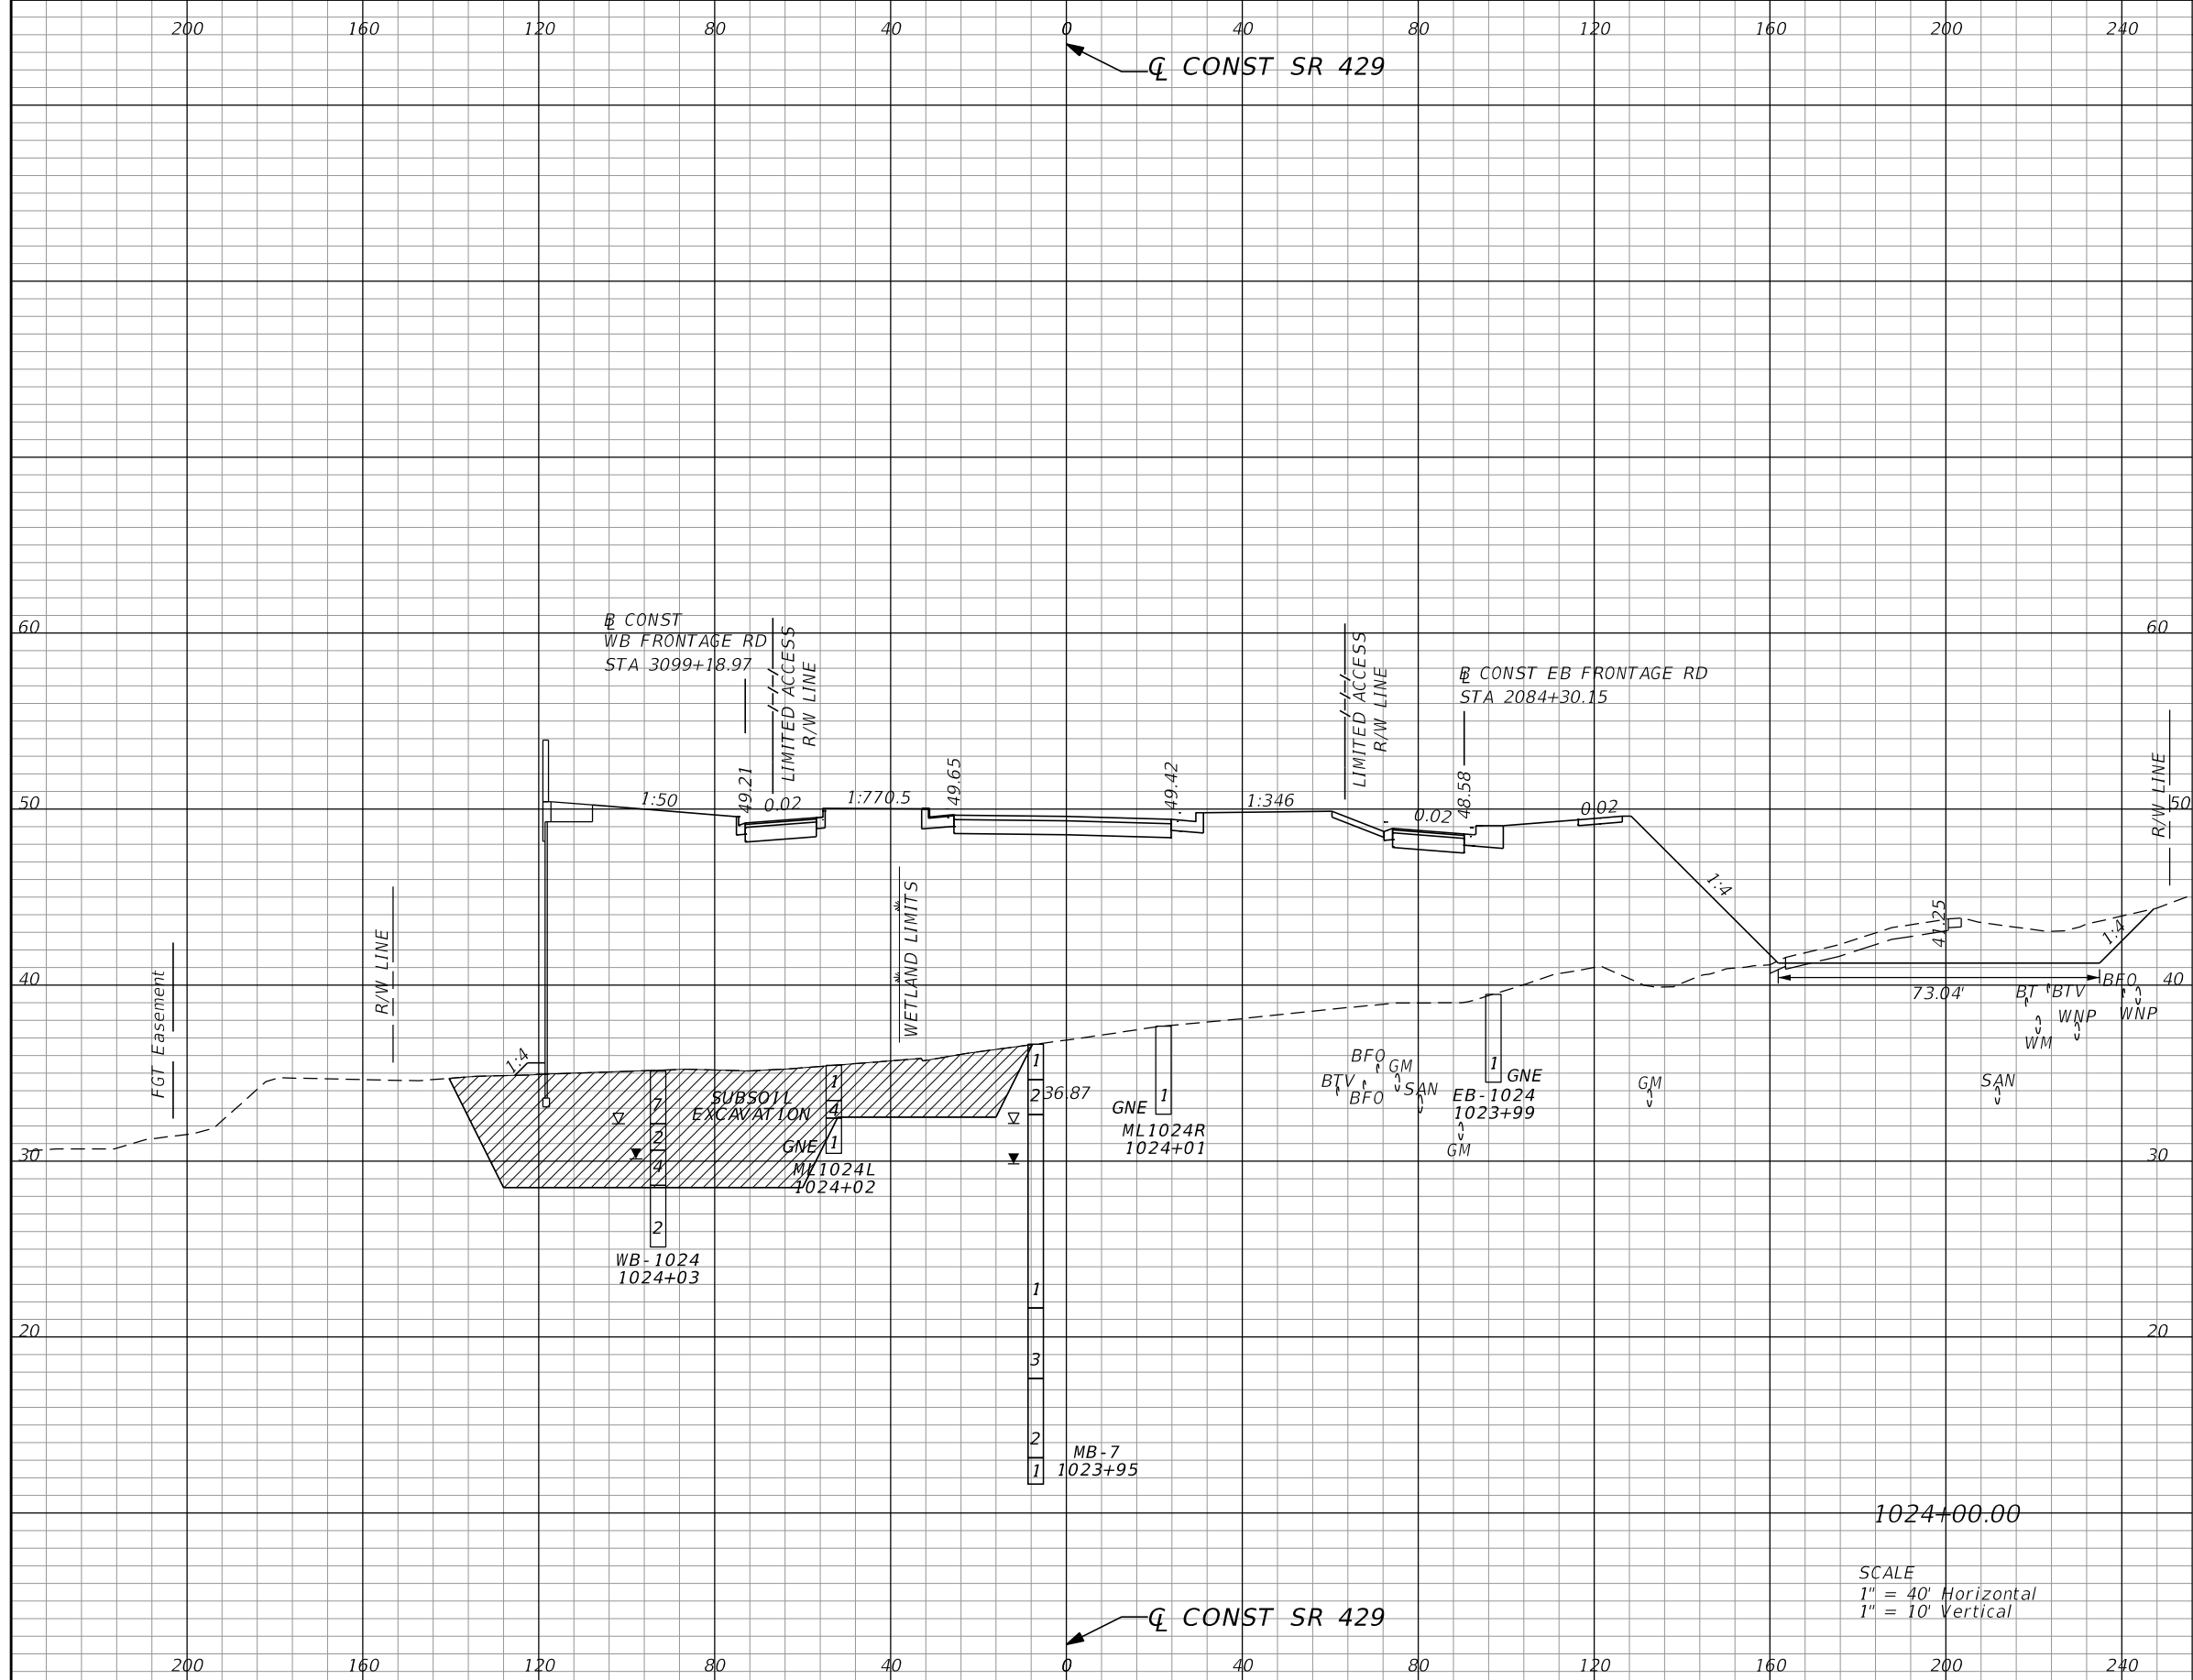 200 160 120 80 40 0 40 80 120 160 200 240
℄ CONST SR 429
60 60
B̲L CONST
WB FRONTAGE RD
STA 3099+18.97
LIMITED ACCESS
R/W LINE
LIMITED ACCESS
R/W LINE
B̲L CONST EB FRONTAGE RD
STA 2084+30.15
R/W LINE
50 50
1:50
49.21
0.02
1:770.5
49.65
49.42
1:346
0.02
48.58
0.02
1:4
41.25
1:4
WETLAND LIMITS
R/W LINE
FGT Easement
40 40
73.04'
BT
BTV
BFO
WNP
WNP
WM
1:4
BFO
GM
BTV
BFO
SAN
GM
GM
SAN
36.87
SUBSOIL
EXCAVATION
7
2
4
2
1
4
1
GNE
ML1024L
1024+02
1
2
1
3
2
1
GNE
1
ML1024R
1024+01
1
GNE
EB-1024
1023+99
30 30
WB-1024
1024+03
20 20
MB-7
1023+95
1024+00.00
SCALE
1" = 40' Horizontal
1" = 10' Vertical
℄ CONST SR 429
200 160 120 80 40 0 40 80 120 160 200 240